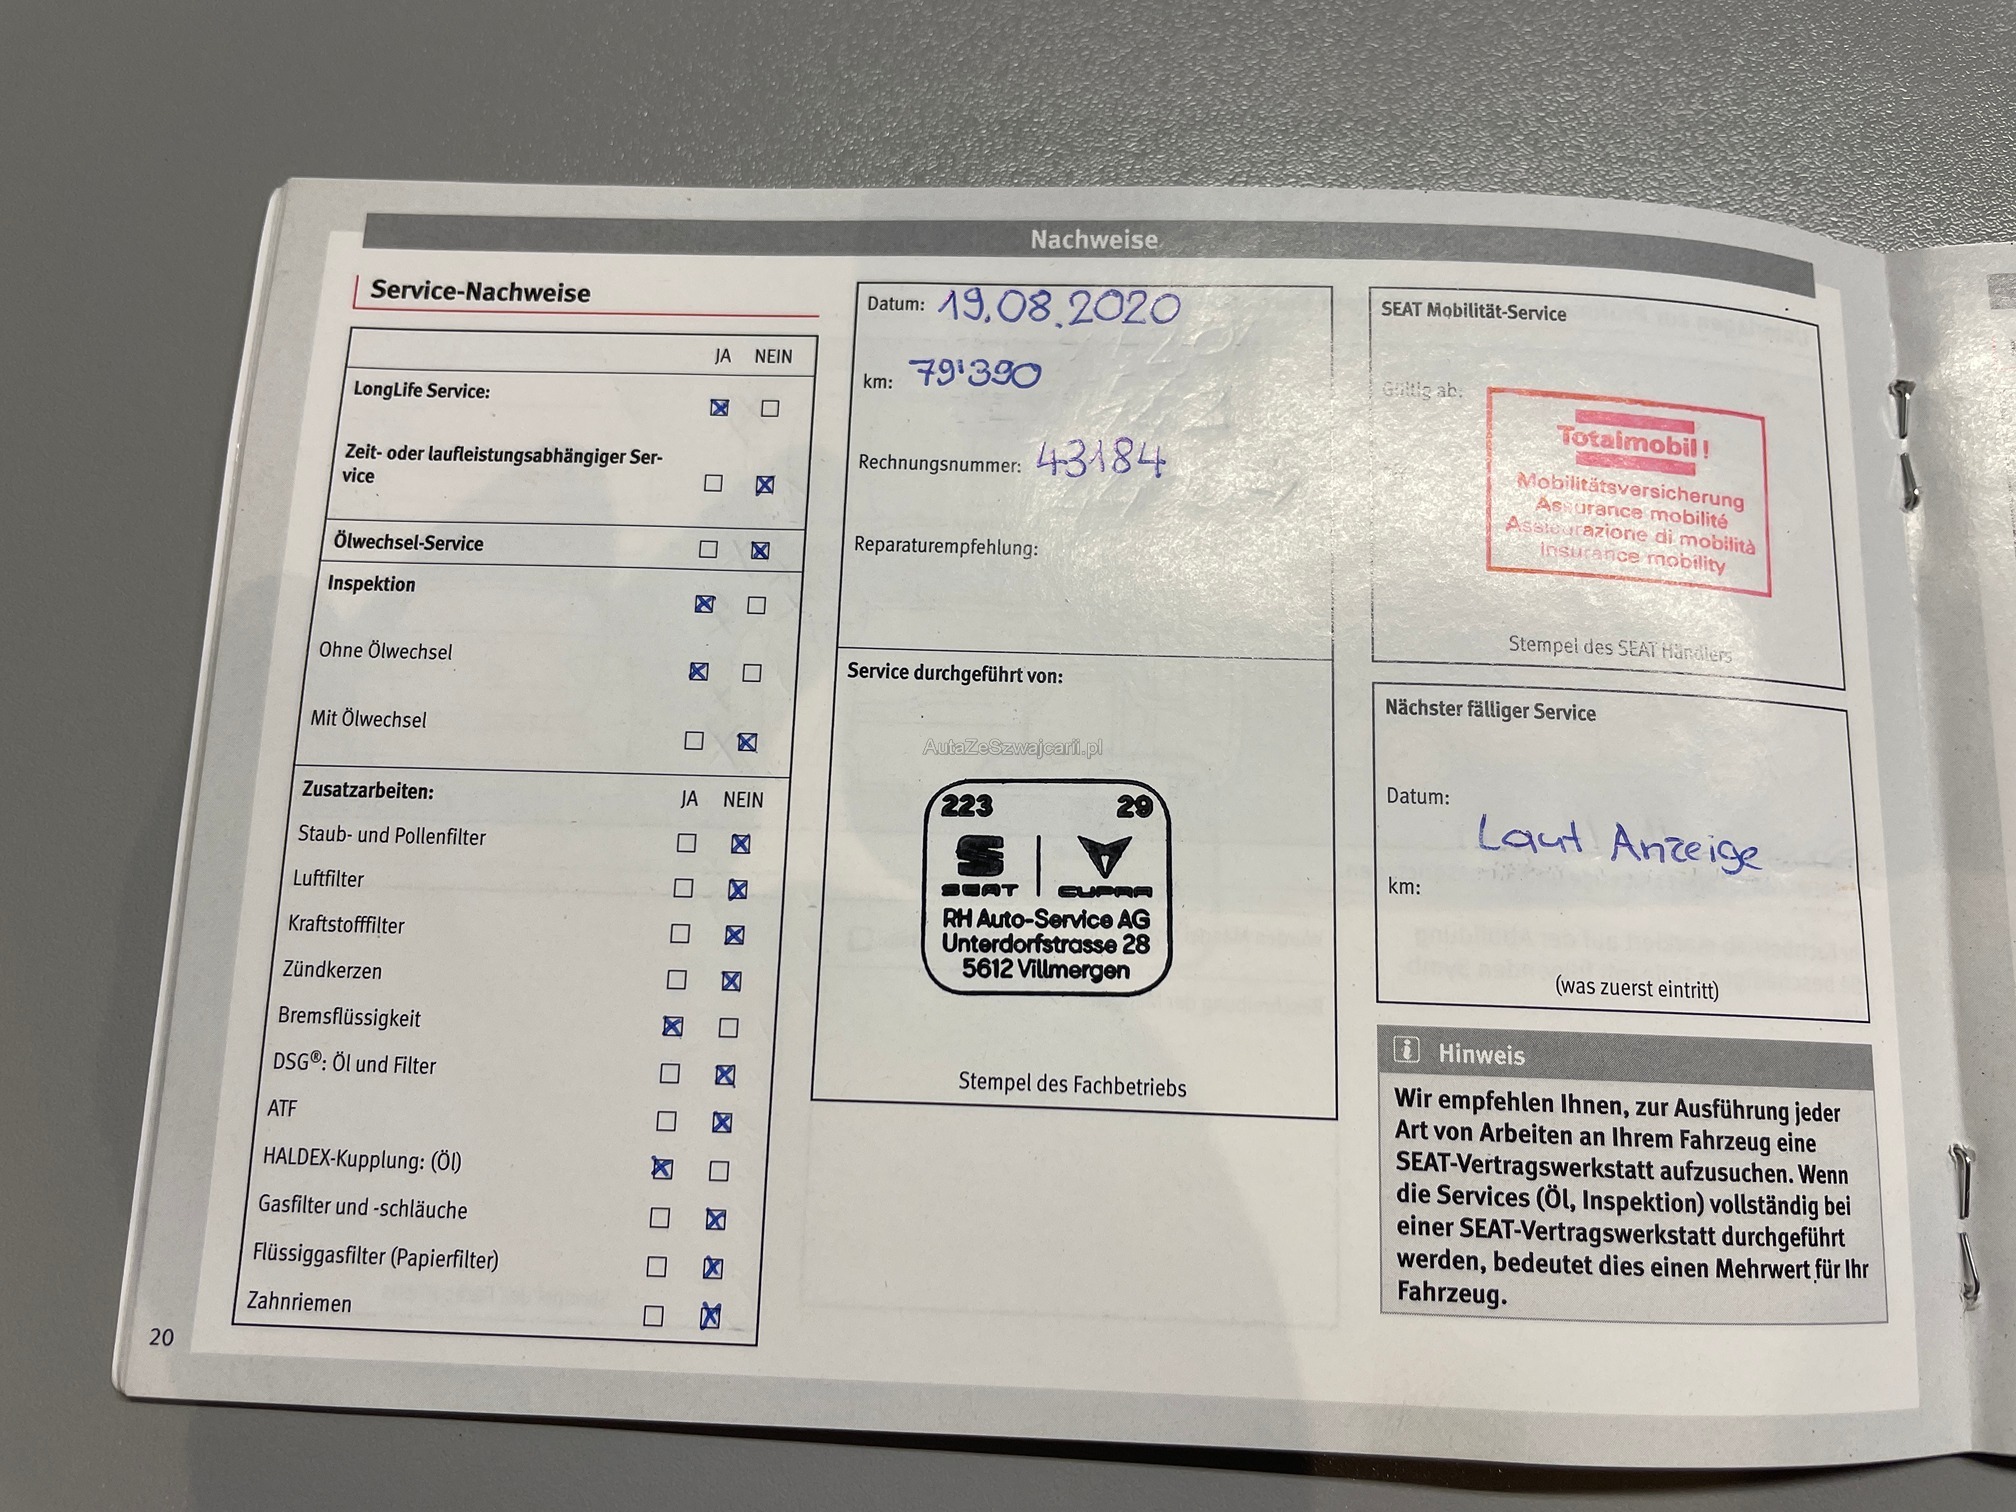 Nachweise
Service-Nachweise
JA NEIN
LongLife Service:
Zeit- oder laufleistungsabhängiger Ser-
vice
Ölwechsel-Service
Inspektion
Ohne Ölwechsel
Mit Ölwechsel
Zusatzarbeiten: JA NEIN
Staub- und Pollenfilter
Luftfilter
Kraftstofffilter
Zündkerzen
Bremsflüssigkeit
DSG®: Öl und Filter
ATF
HALDEX-Kupplung: (Öl)
Gasfilter und -schläuche
Flüssiggasfilter (Papierfilter)
Zahnriemen
20
Datum: 19.08.2020
km: 79'390
Rechnungsnummer: 43184
Reparaturempfehlung:
Service durchgeführt von:
AutaZeSzwajcarii.pl
223 29
SEAT CUPRA
RH Auto-Service AG
Unterdorfstrasse 28
5612 Villmergen
Stempel des Fachbetriebs
SEAT Mobilität-Service
Gültig ab:
Totalmobil!
Mobilitätsversicherung
Assurance mobilité
Assicurazione di mobilità
Insurance mobility
Stempel des SEAT Händlers
Nächster fälliger Service
Datum:
Laut Anzeige
km:
(was zuerst eintritt)
i Hinweis
Wir empfehlen Ihnen, zur Ausführung jeder
Art von Arbeiten an Ihrem Fahrzeug eine
SEAT-Vertragswerkstatt aufzusuchen. Wenn
die Services (Öl, Inspektion) vollständig bei
einer SEAT-Vertragswerkstatt durchgeführt
werden, bedeutet dies einen Mehrwert für Ihr
Fahrzeug.